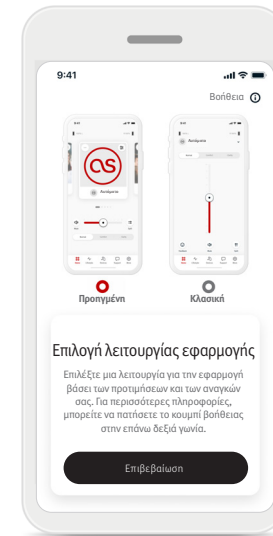 9:41
Βοήθεια
Αυτόματο
Προηγμένη
Κλασική
Επιλογή λειτουργίας εφαρμογής
Επιλέξτε μια λειτουργία για την εφαρμογή
βάσει των προτιμήσεων και των αναγκών
σας. Για περισσότερες πληροφορίες,
μπορείτε να πατήσετε το κουμπί βοήθειας
στην επάνω δεξιά γωνία.
Επιβεβαίωση